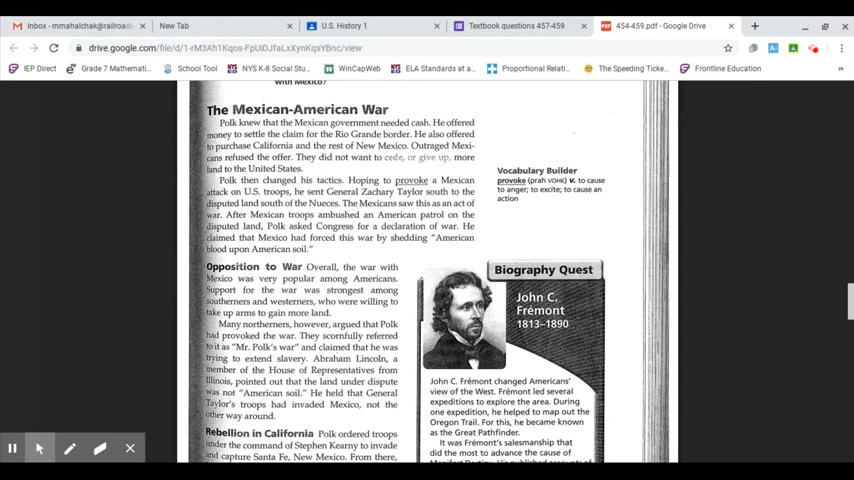 Inbox - mmahalchak@railroad
New Tab
U.S. History 1
Textbook questions 457-459
454-459.pdf - Google Drive
drive.google.com/file/d/1-rM3Ah1Kqos-FpUiDJfaLxXynKqsYBnc/view
IEP Direct
Grade 7 Mathemati...
School Tool
NYS K-8 Social Stu...
WinCapWeb
ELA Standards at a...
Proportional Relatio...
The Speeding Ticke...
Frontline Education
with Mexico?
The Mexican-American War
Polk knew that the Mexican government needed cash. He offered
money to settle the claim for the Rio Grande border. He also offered
to purchase California and the rest of New Mexico. Outraged Mexi-
cans refused the offer. They did not want to cede, or give up, more
land to the United States.
Polk then changed his tactics. Hoping to provoke a Mexican
attack on U.S. troops, he sent General Zachary Taylor south to the
disputed land south of the Nueces. The Mexicans saw this as an act of
war. After Mexican troops ambushed an American patrol on the
disputed land, Polk asked Congress for a declaration of war. He
claimed that Mexico had forced this war by shedding “American
blood upon American soil.”
Vocabulary Builder
provoke (prah VOHK) v. to cause
to anger; to excite; to cause an
action
Opposition to War Overall, the war with
Mexico was very popular among Americans.
Support for the war was strongest among
southerners and westerners, who were willing to
take up arms to gain more land.
Many northerners, however, argued that Polk
had provoked the war. They scornfully referred
to it as “Mr. Polk’s war” and claimed that he was
trying to extend slavery. Abraham Lincoln, a
member of the House of Representatives from
Illinois, pointed out that the land under dispute
was not “American soil.” He held that General
Taylor’s troops had invaded Mexico, not the
other way around.
Rebellion in California Polk ordered troops
under the command of Stephen Kearny to invade
and capture Santa Fe, New Mexico. From there,
Biography Quest
John C.
Frémont
1813–1890
John C. Frémont changed Americans’
view of the West. Frémont led several
expeditions to explore the area. During
one expedition, he helped to map out the
Oregon Trail. For this, he became known
as the Great Pathfinder.
It was Frémont’s salesmanship that
did the most to advance the cause of
Manifest Destiny. His published accounts of